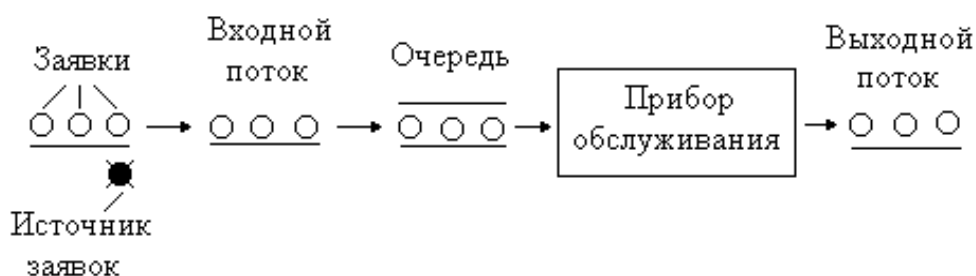 Заявки
Входной
поток
Очередь
Прибор
обслуживания
Выходной
поток
Источник
заявок